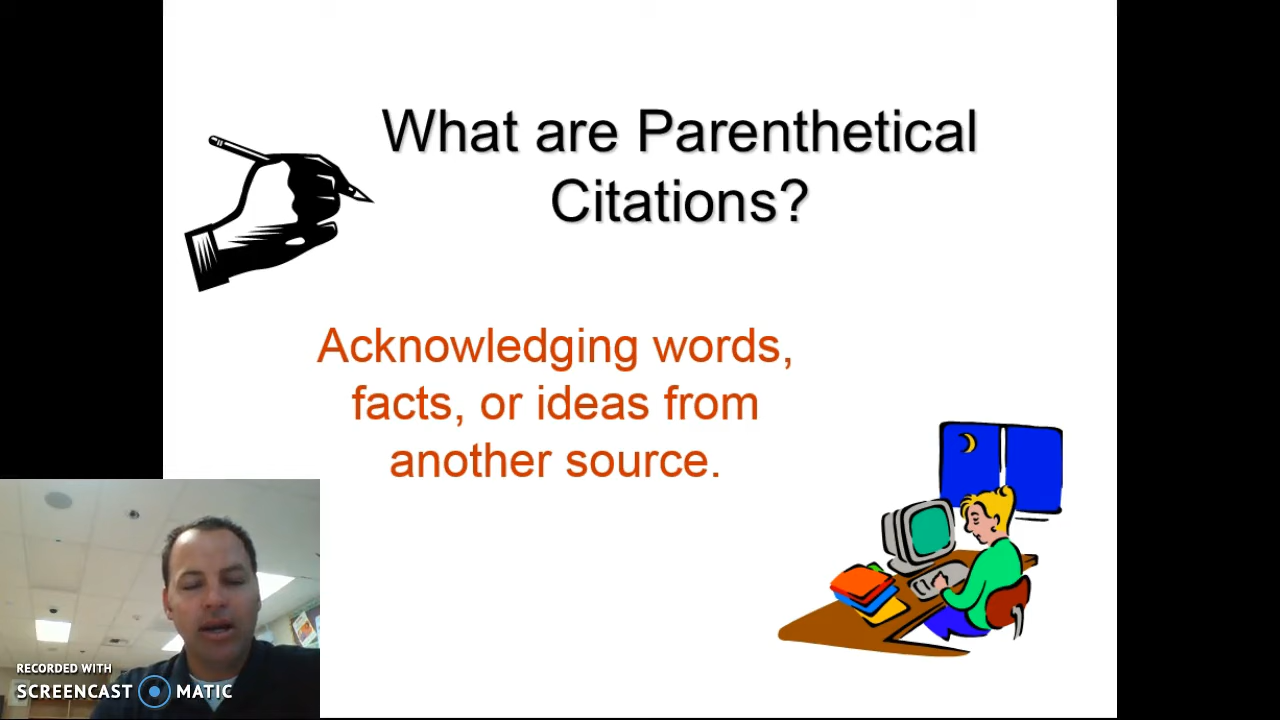 What are Parenthetical
Citations?
Acknowledging words,
facts, or ideas from
another source.
RECORDED WITH
SCREENCAST MATIC